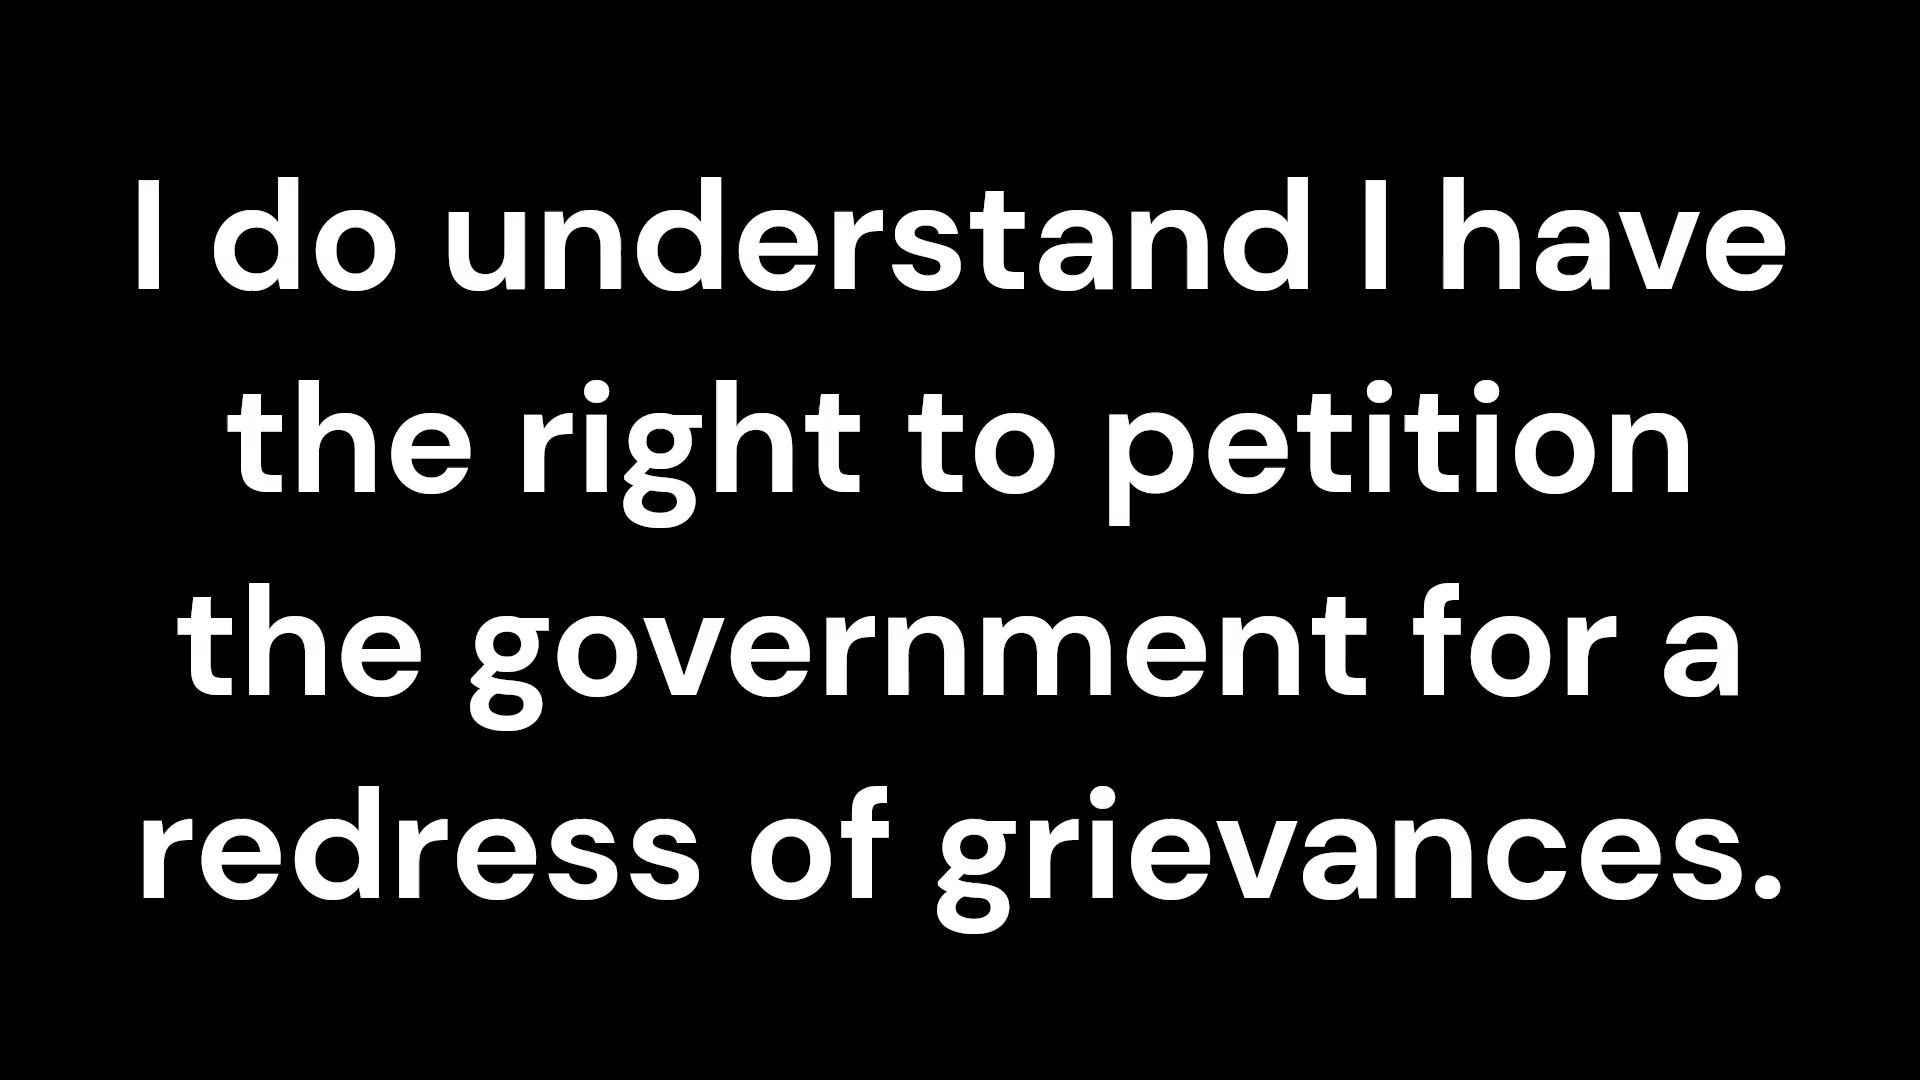 I do understand I have
the right to petition
the government for a
redress of grievances.